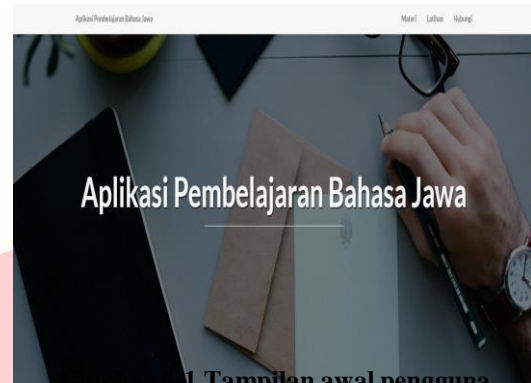 Aplikasi Pembelajaran Bahasa Jawa
Materi Latihan Hubungi
Aplikasi Pembelajaran Bahasa Jawa
1 Tampilan awal pengguna